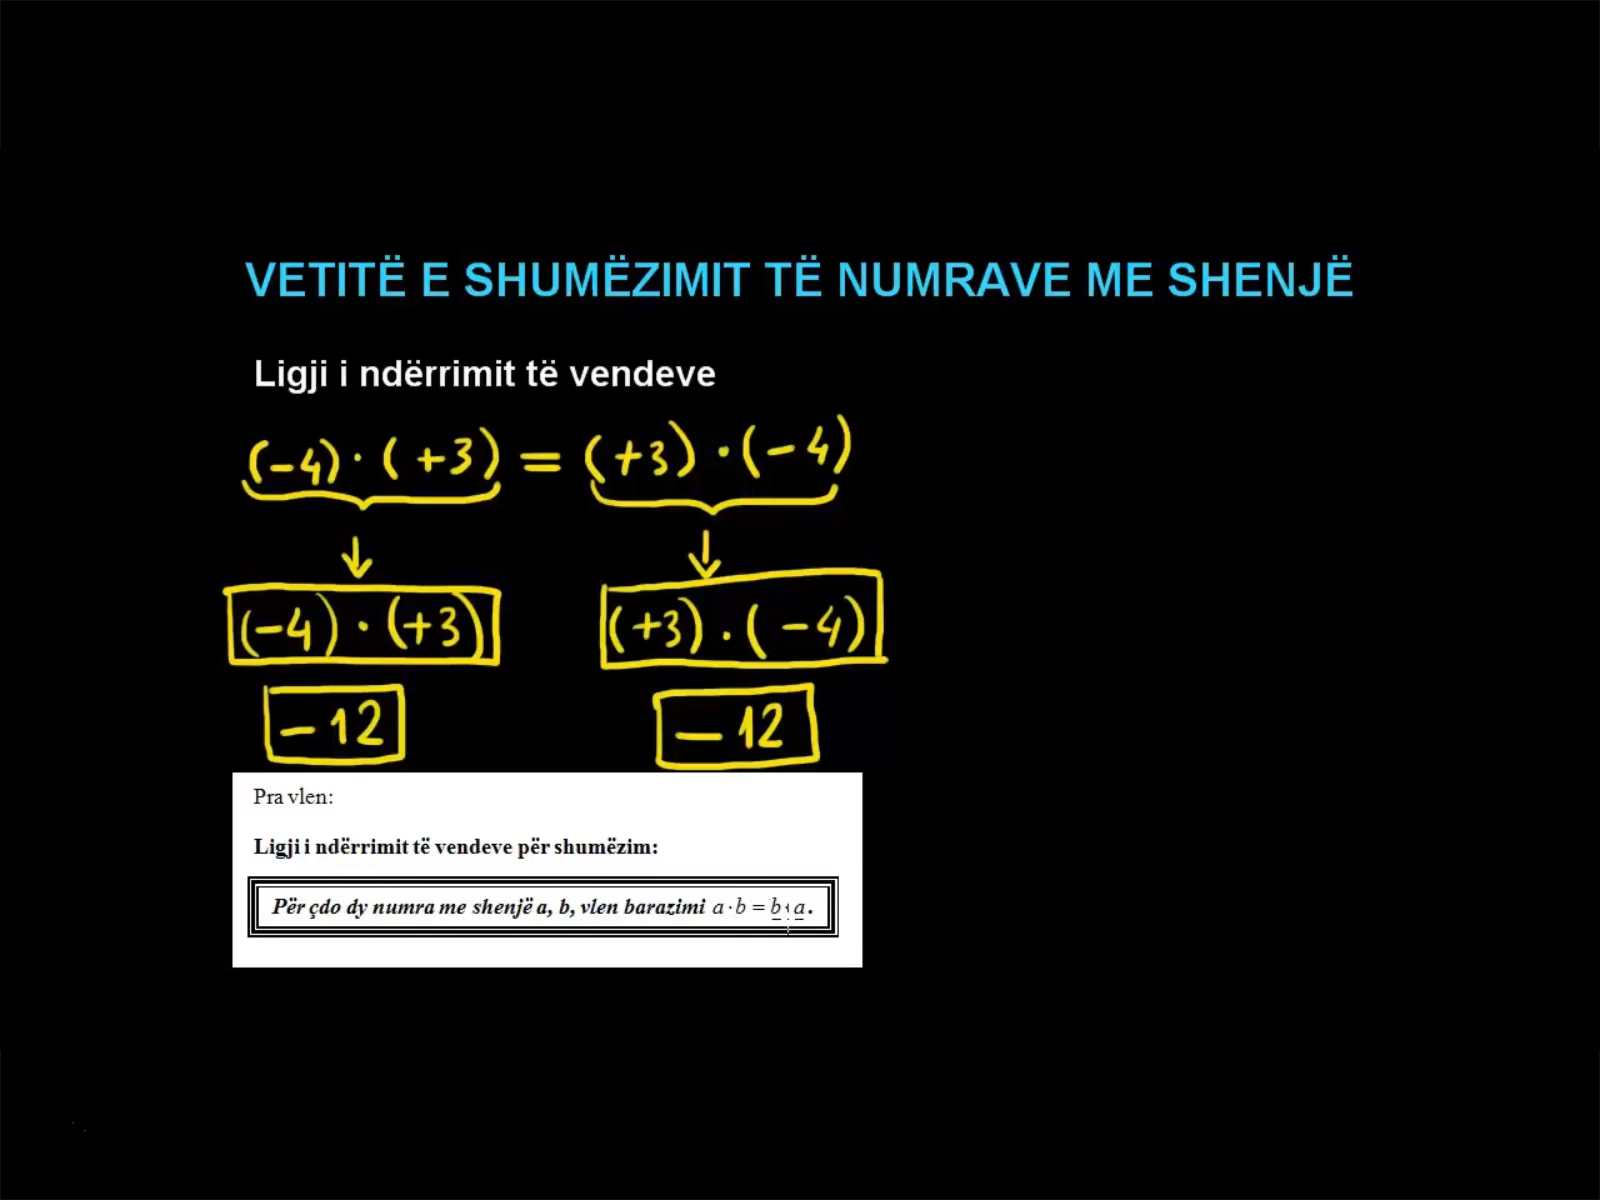 VETITË E SHUMËZIMIT TË NUMRAVE ME SHENJË
Ligji i ndërrimit të vendeve
(-4) · (+3) = (+3) · (-4)
(-4) · (+3) (+3) · (-4)
-12 -12
Pra vlen:
Ligji i ndërrimit të vendeve për shumëzim:
Për çdo dy numra me shenjë a, b, vlen barazimi a · b = b · a.